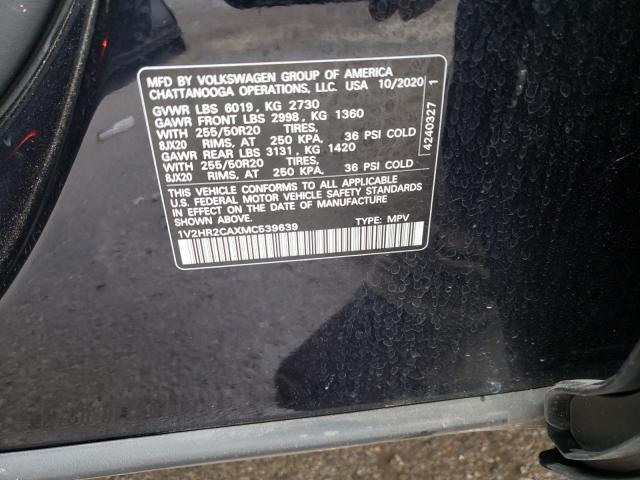 MFD BY VOLKSWAGEN GROUP OF AMERICA
CHATTANOOGA OPERATIONS, LLC. USA 10/2020
GVWR LBS 6019, KG 2730
GAWR FRONT LBS 2998, KG 1360
WITH 255/50R20 TIRES,
8JX20 RIMS, AT 250 KPA, 36 PSI COLD
GAWR REAR LBS 3131, KG 1420
WITH 255/50R20 TIRES,
8JX20 RIMS, AT 250 KPA, 36 PSI COLD
THIS VEHICLE CONFORMS TO ALL APPLICABLE
U.S. FEDERAL MOTOR VEHICLE SAFETY STANDARDS
IN EFFECT ON THE DATE OF MANUFACTURE
SHOWN ABOVE.
1V2HR2CAXMC539639 TYPE: MPV
4240327 1